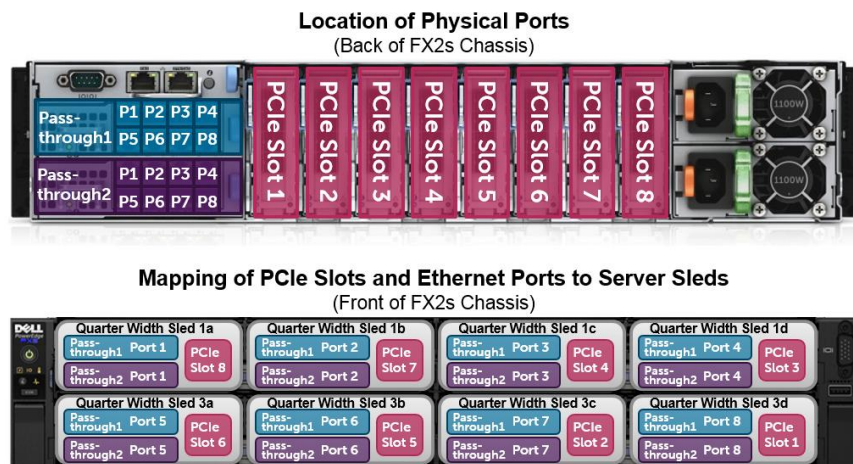 Location of Physical Ports
(Back of FX2s Chassis)
Pass-
through1
P1 P2 P3 P4
P5 P6 P7 P8
Pass-
through2
P1 P2 P3 P4
P5 P6 P7 P8
PCIe Slot 1
PCIe Slot 2
PCIe Slot 3
PCIe Slot 4
PCIe Slot 5
PCIe Slot 6
PCIe Slot 7
PCIe Slot 8
1100W
1100W
Mapping of PCIe Slots and Ethernet Ports to Server Sleds
(Front of FX2s Chassis)
DELL
PowerEdge
Quarter Width Sled 1a
Pass-
through1 Port 1
Pass-
through2 Port 1
PCIe
Slot 8
Quarter Width Sled 1b
Pass-
through1 Port 2
Pass-
through2 Port 2
PCIe
Slot 7
Quarter Width Sled 1c
Pass-
through1 Port 3
Pass-
through2 Port 3
PCIe
Slot 4
Quarter Width Sled 1d
Pass-
through1 Port 4
Pass-
through2 Port 4
PCIe
Slot 3
Quarter Width Sled 3a
Pass-
through1 Port 5
Pass-
through2 Port 5
PCIe
Slot 6
Quarter Width Sled 3b
Pass-
through1 Port 6
Pass-
through2 Port 6
PCIe
Slot 5
Quarter Width Sled 3c
Pass-
through1 Port 7
Pass-
through2 Port 7
PCIe
Slot 2
Quarter Width Sled 3d
Pass-
through1 Port 8
Pass-
through2 Port 8
PCIe
Slot 1